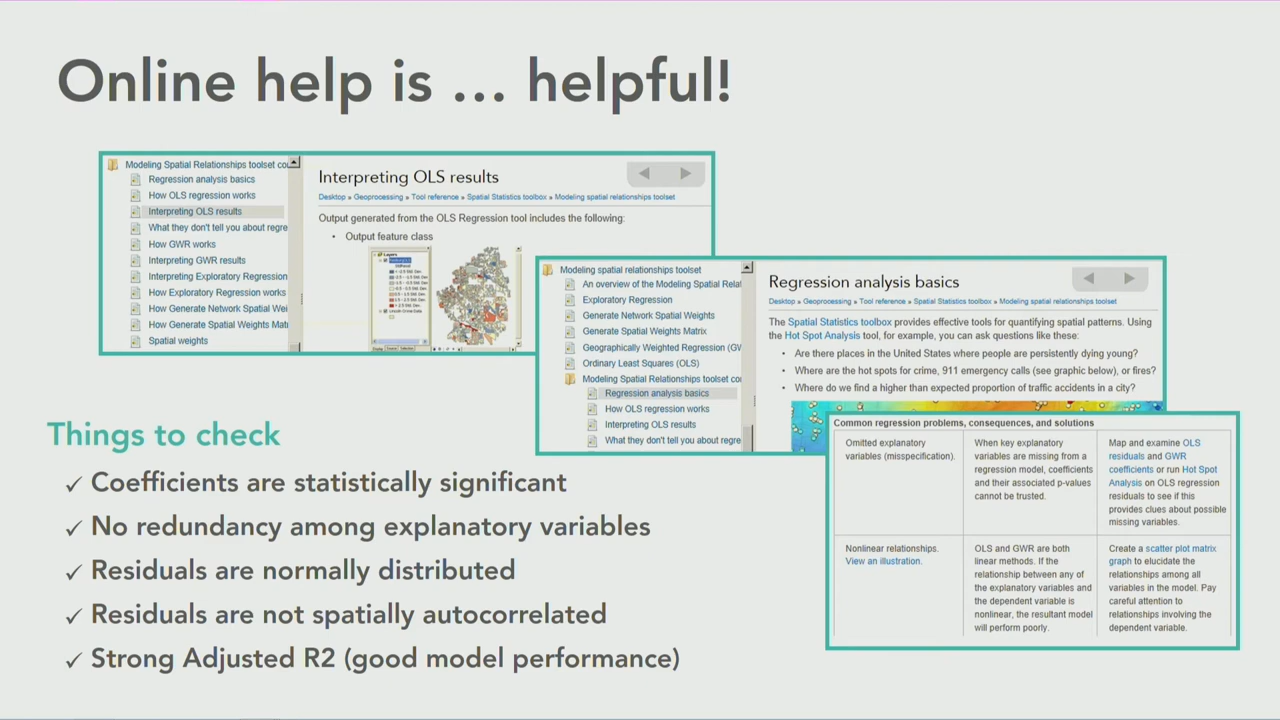 Online help is … helpful!
Modeling Spatial Relationships toolset cou
Regression analysis basics
How OLS regression works
Interpreting OLS results
What they don't tell you about regre
How GWR works
Interpreting GWR results
Interpreting Exploratory Regression
How Exploratory Regression works
How Generate Network Spatial Wei
How Generate Spatial Weights Mat
Spatial weights
Interpreting OLS results
Desktop » Geoprocessing » Tool reference » Spatial Statistics toolbox » Modeling spatial relationships toolset
Output generated from the OLS Regression tool includes the following:
• Output feature class
Layers
Modeling spatial relationships toolset
An overview of the Modeling Spatial Relat
Exploratory Regression
Generate Network Spatial Weights
Generate Spatial Weights Matrix
Geographically Weighted Regression (GW
Ordinary Least Squares (OLS)
Modeling Spatial Relationships toolset co
Regression analysis basics
How OLS regression works
Interpreting OLS results
What they don't tell you about regre
Regression analysis basics
Desktop » Geoprocessing » Tool reference » Spatial Statistics toolbox » Modeling spatial relationships toolset
The Spatial Statistics toolbox provides effective tools for quantifying spatial patterns. Using
the Hot Spot Analysis tool, for example, you can ask questions like these:
• Are there places in the United States where people are persistently dying young?
• Where are the hot spots for crime, 911 emergency calls (see graphic below), or fires?
• Where do we find a higher than expected proportion of traffic accidents in a city?
Common regression problems, consequences, and solutions
Omitted explanatory
variables (misspecification).
When key explanatory
variables are missing from a
regression model, coefficients
and their associated p-values
cannot be trusted.
Map and examine OLS
residuals and GWR
coefficients or run Hot Spot
Analysis on OLS regression
residuals to see if this
provides clues about possible
missing variables.
Nonlinear relationships.
View an illustration.
OLS and GWR are both
linear methods. If the
relationship between any of
the explanatory variables and
the dependent variable is
nonlinear, the resultant model
will perform poorly.
Create a scatter plot matrix
graph to elucidate the
relationships among all
variables in the model. Pay
careful attention to
relationships involving the
dependent variable.
Things to check
✓ Coefficients are statistically significant
✓ No redundancy among explanatory variables
✓ Residuals are normally distributed
✓ Residuals are not spatially autocorrelated
✓ Strong Adjusted R2 (good model performance)